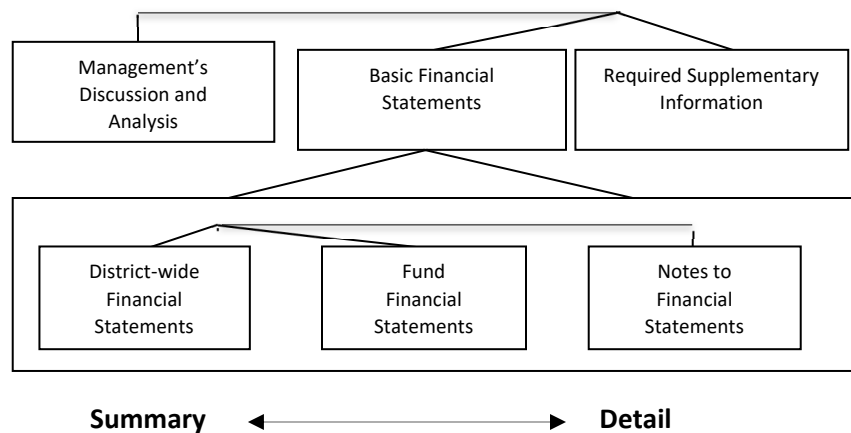 Management's
Discussion and
Analysis
Basic Financial
Statements
Required Supplementary
Information
District-wide
Financial
Statements
Fund
Financial
Statements
Notes to
Financial
Statements
Summary
Detail